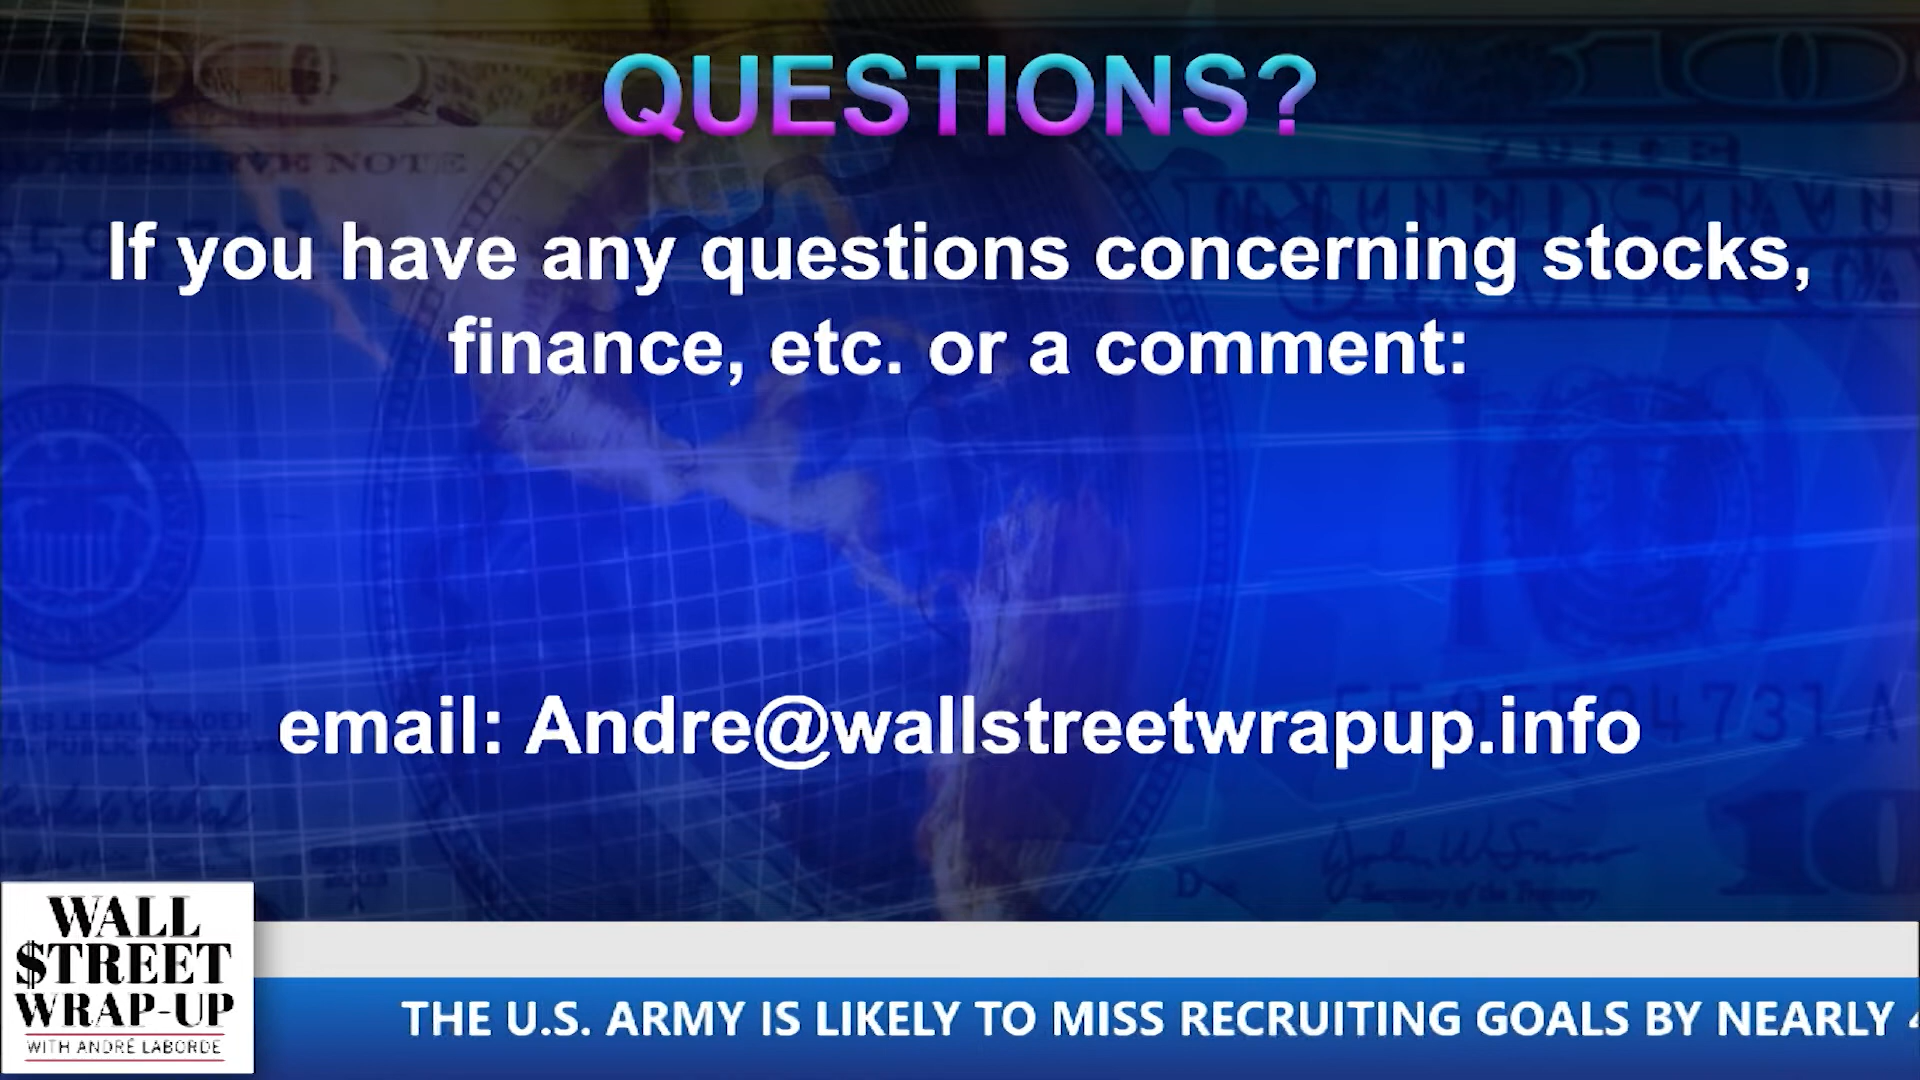 QUESTIONS?
If you have any questions concerning stocks,
finance, etc. or a comment:
email: Andre@wallstreetwrapup.info
WALL
$TREET
WRAP-UP
WITH ANDRÉ LABORDE
THE U.S. ARMY IS LIKELY TO MISS RECRUITING GOALS BY NEARLY